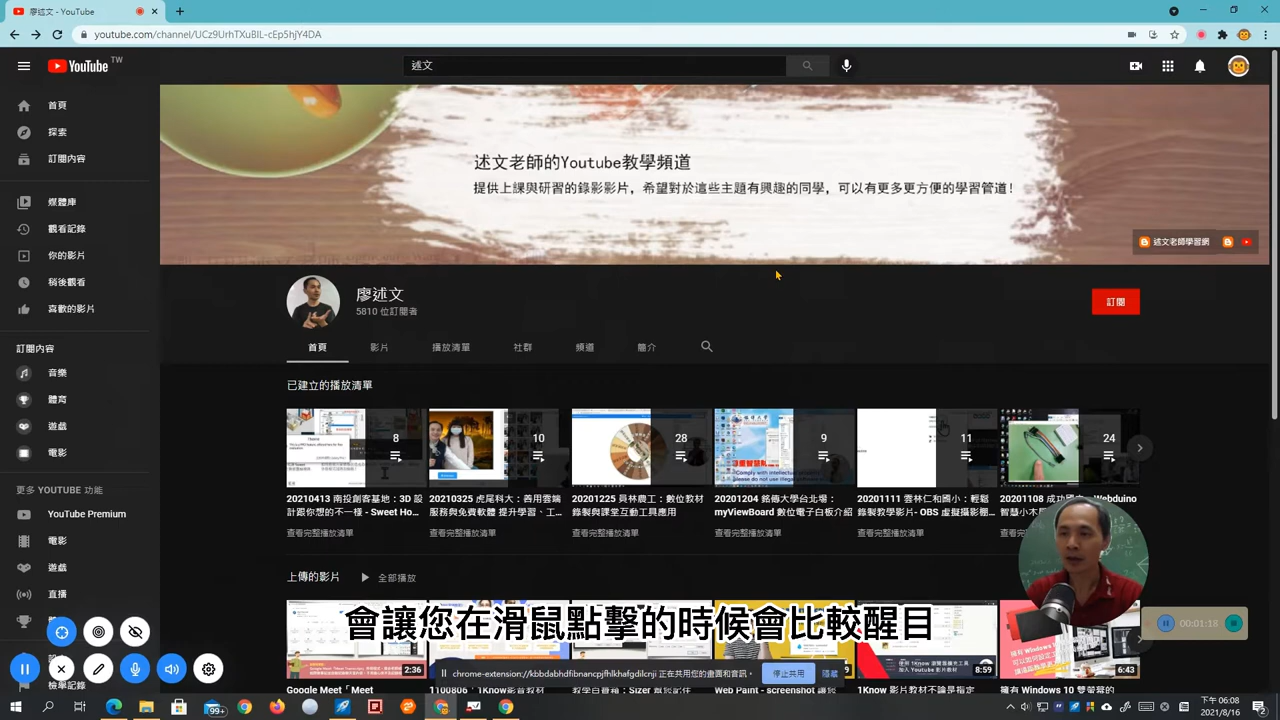 廖述文 - YouTube
youtube.com/channel/UCz9UrhTXuBIL-cEp5hjY4DA
YouTube TW
述文
首頁
探索
訂閱內容
媒體庫
觀看記錄
你的影片
稍後觀看
喜歡的影片
訂閱內容
音樂
體育
YouTube Premium
電影
遊戲
直播
述文老師的Youtube教學頻道
提供上課與研習的錄影影片，希望對於這些主題有興趣的同學，可以有更多更方便的學習管道！
述文老師學習網
廖述文
5810 位訂閱者
訂閱
首頁
影片
播放清單
社群
頻道
簡介
已建立的播放清單
8
10
28
9
11
20210413 南投創客基地：3D 設計跟你想的不一樣 - Sweet Ho...
查看完整播放清單
20210325 虎尾科大：善用雲端服務與免費軟體 提升學習、工...
查看完整播放清單
20201225 員林農工：數位教材錄製與課堂互動工具應用
查看完整播放清單
20201204 銘傳大學台北場：myViewBoard 數位電子白板介紹
查看完整播放清單
20201111 雲林仁和國小：輕鬆錄製教學影片- OBS 虛擬攝影棚...
查看完整播放清單
上傳的影片
全部播放
會讓您在滑鼠點擊的時候會比較醒目
2:36
8:59
6:43
00:01:18
chrome-extension://kbbdabhdfibnancpjfhlkhafgdilcnji 正在共用您的畫面和音訊。
停止共用
隱藏
Google Meet「Meet
Web Paint - screenshot
1Know 影片教材不論是指定
擁有 Windows 10 雙螢幕的
99+
下午 06:08
2021/8/16